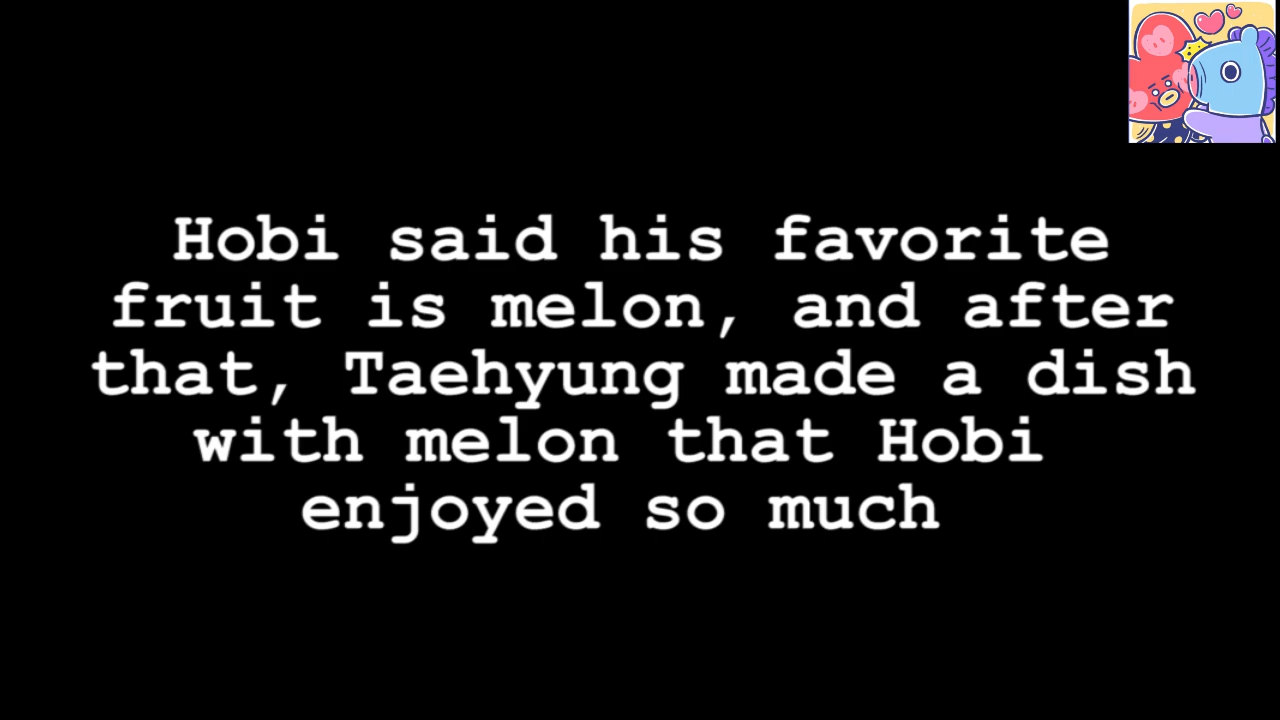 Hobi said his favorite
fruit is melon, and after
that, Taehyung made a dish
with melon that Hobi
enjoyed so much